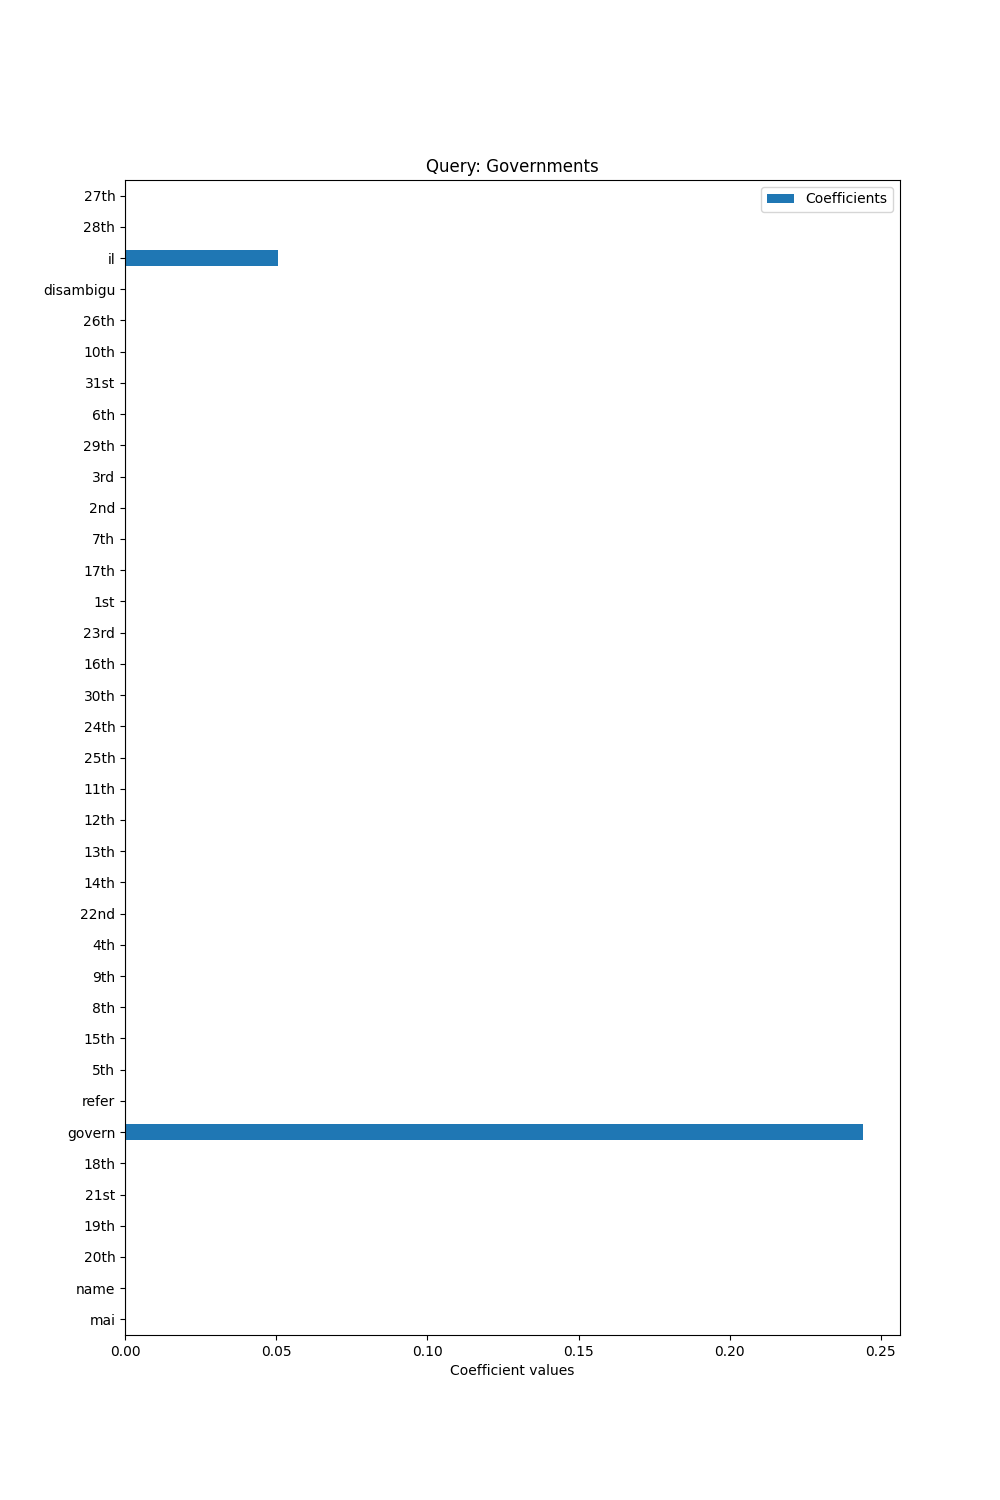 Query: Governments
Coefficients
27th
28th
il
disambigu
26th
10th
31st
6th
29th
3rd
2nd
7th
17th
1st
23rd
16th
30th
24th
25th
11th
12th
13th
14th
22nd
4th
9th
8th
15th
5th
refer
govern
18th
21st
19th
20th
name
mai
0.00 0.05 0.10 0.15 0.20 0.25
Coefficient values